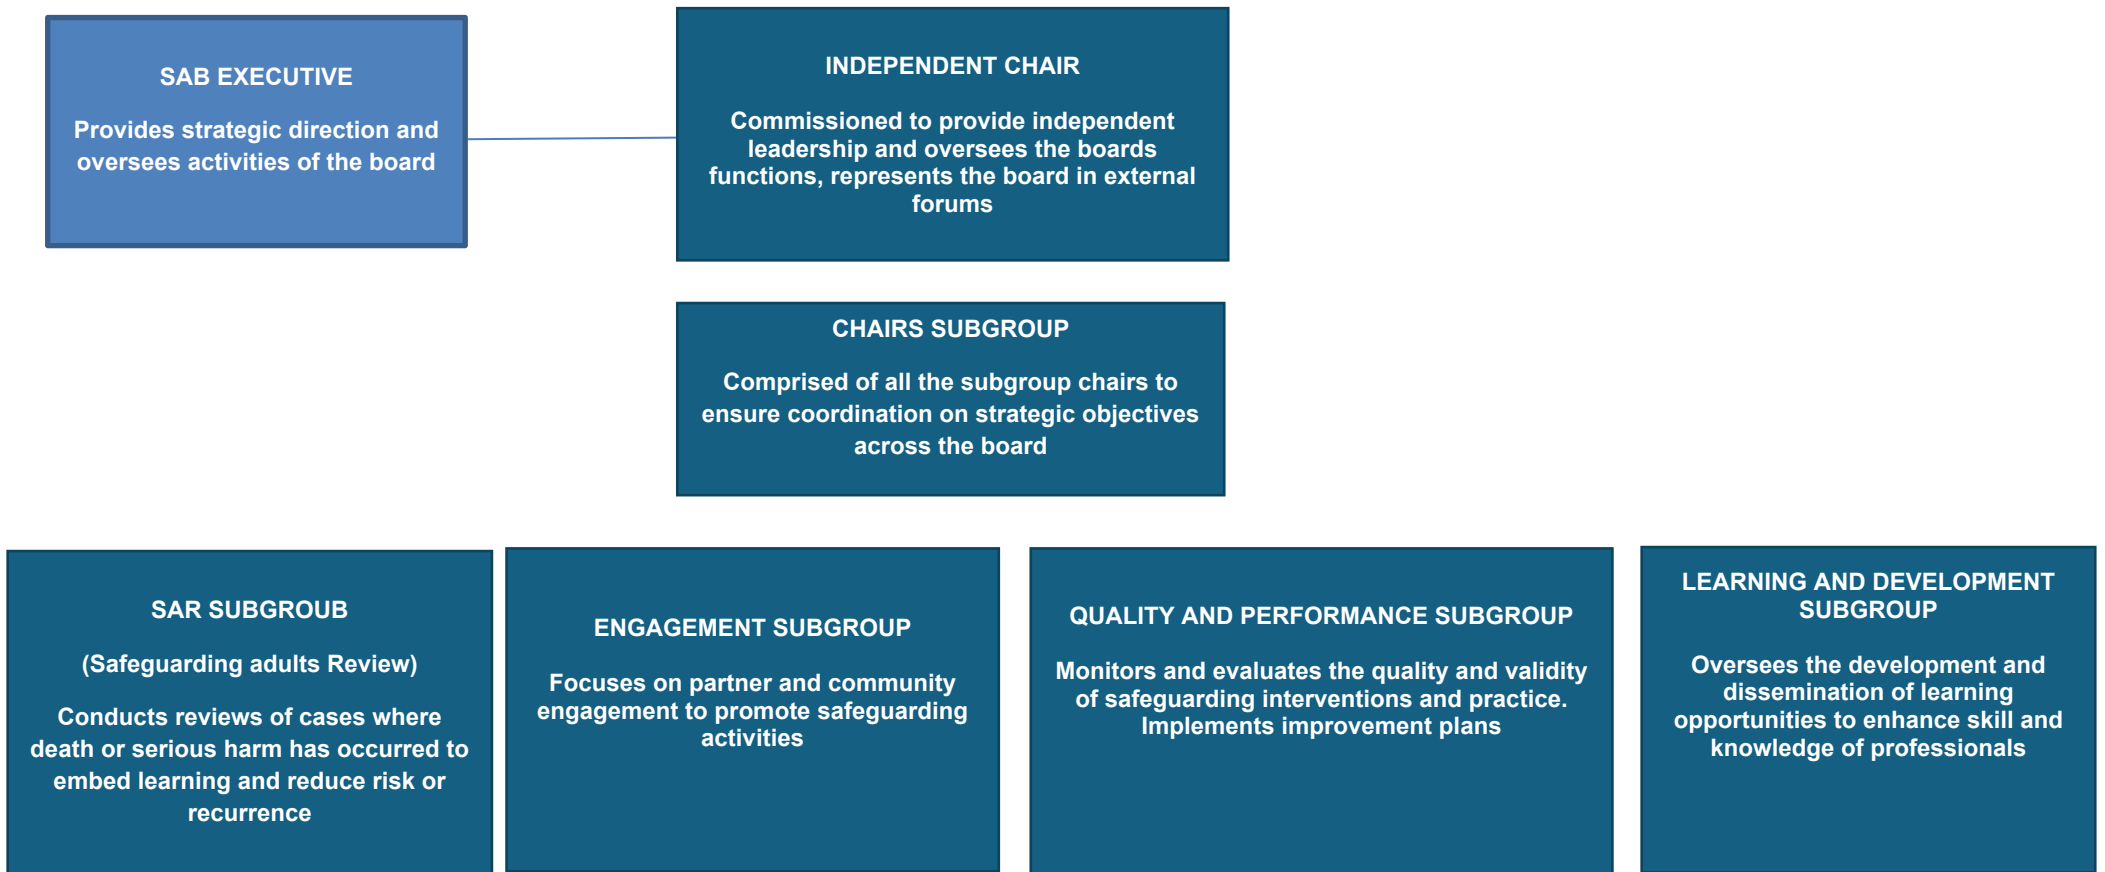 SAB EXECUTIVE
Provides strategic direction and
oversees activities of the board
INDEPENDENT CHAIR
Commissioned to provide independent
leadership and oversees the boards
functions, represents the board in external
forums
CHAIRS SUBGROUP
Comprised of all the subgroup chairs to
ensure coordination on strategic objectives
across the board
SAR SUBGROUB
(Safeguarding adults Review)
Conducts reviews of cases where
death or serious harm has occurred to
embed learning and reduce risk or
recurrence
ENGAGEMENT SUBGROUP
Focuses on partner and community
engagement to promote safeguarding
activities
QUALITY AND PERFORMANCE SUBGROUP
Monitors and evaluates the quality and validity
of safeguarding interventions and practice.
Implements improvement plans
LEARNING AND DEVELOPMENT
SUBGROUP
Oversees the development and
dissemination of learning
opportunities to enhance skill and
knowledge of professionals